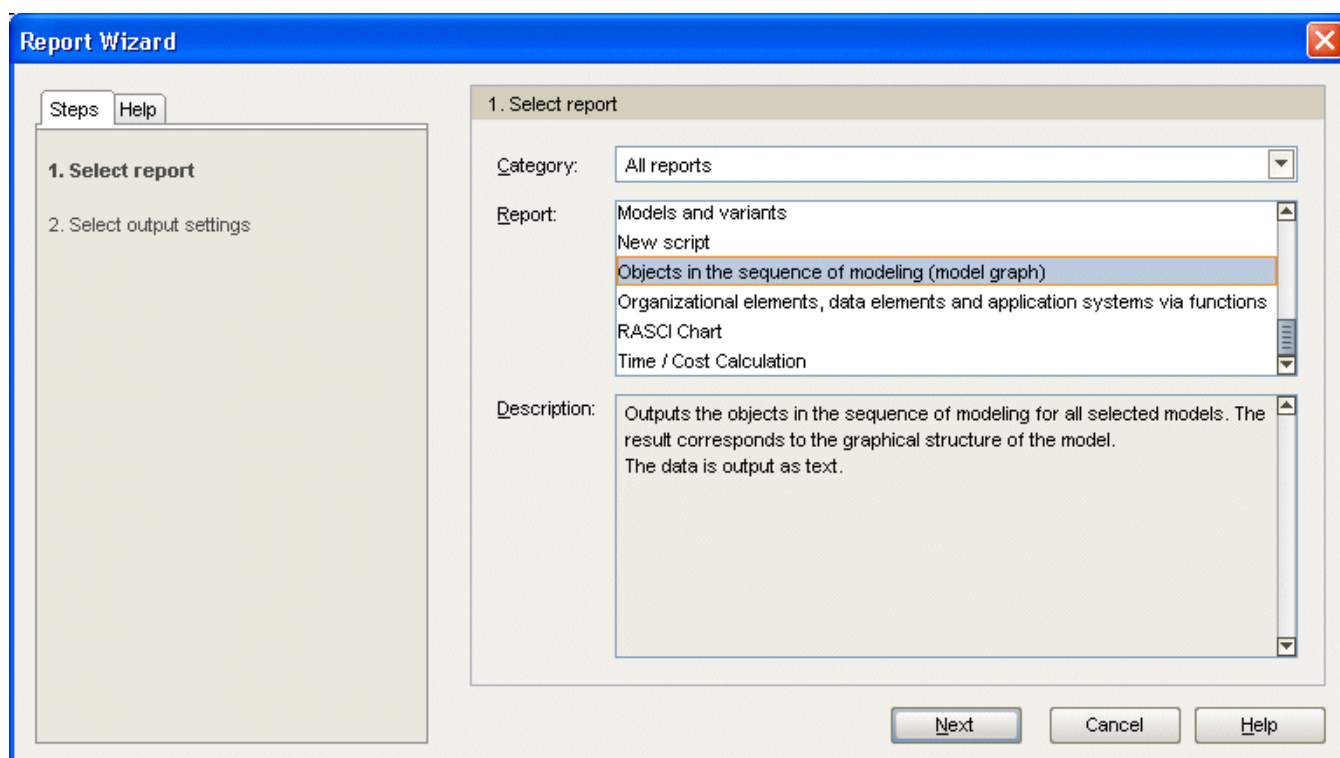 Report Wizard
Steps
Help
1. Select report
2. Select output settings
1. Select report
Category:
All reports
Report:
Models and variants
New script
Objects in the sequence of modeling (model graph)
Organizational elements, data elements and application systems via functions
RASCI Chart
Time / Cost Calculation
Description:
Outputs the objects in the sequence of modeling for all selected models. The
result corresponds to the graphical structure of the model.
The data is output as text.
Next
Cancel
Help